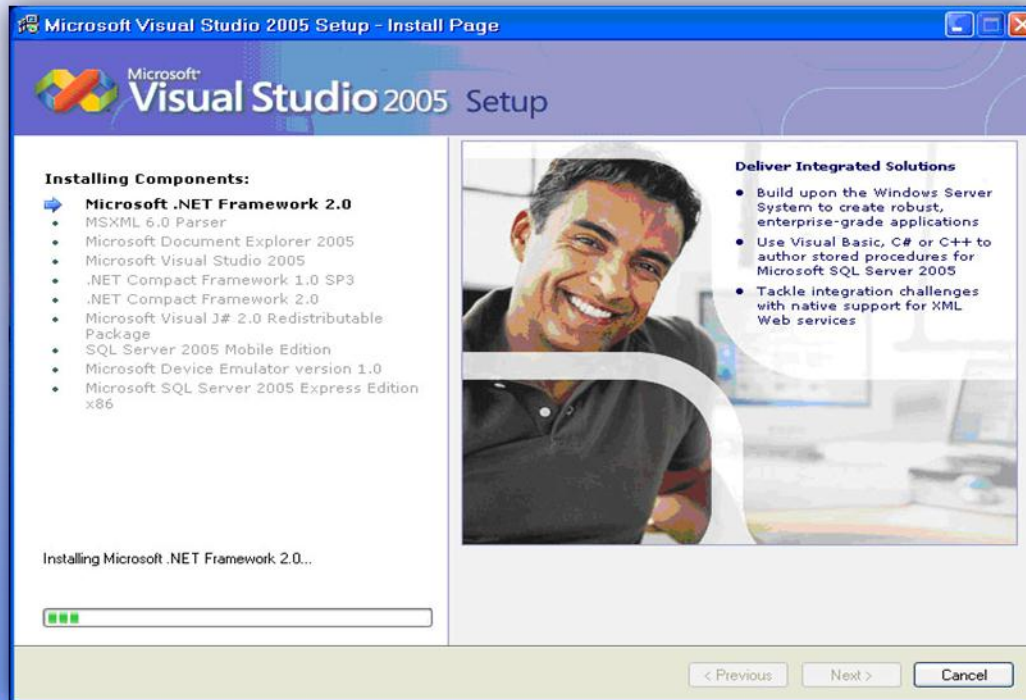 Microsoft Visual Studio 2005 Setup - Install Page
Microsoft
Visual Studio 2005 Setup
Installing Components:
Microsoft .NET Framework 2.0
MSXML 6.0 Parser
Microsoft Document Explorer 2005
Microsoft Visual Studio 2005
.NET Compact Framework 1.0 SP3
.NET Compact Framework 2.0
Microsoft Visual J# 2.0 Redistributable
Package
SQL Server 2005 Mobile Edition
Microsoft Device Emulator version 1.0
Microsoft SQL Server 2005 Express Edition
x86
Installing Microsoft .NET Framework 2.0...
Deliver Integrated Solutions
Build upon the Windows Server
System to create robust,
enterprise-grade applications
Use Visual Basic, C# or C++ to
author stored procedures for
Microsoft SQL Server 2005
Tackle integration challenges
with native support for XML
Web services
< Previous
Next >
Cancel